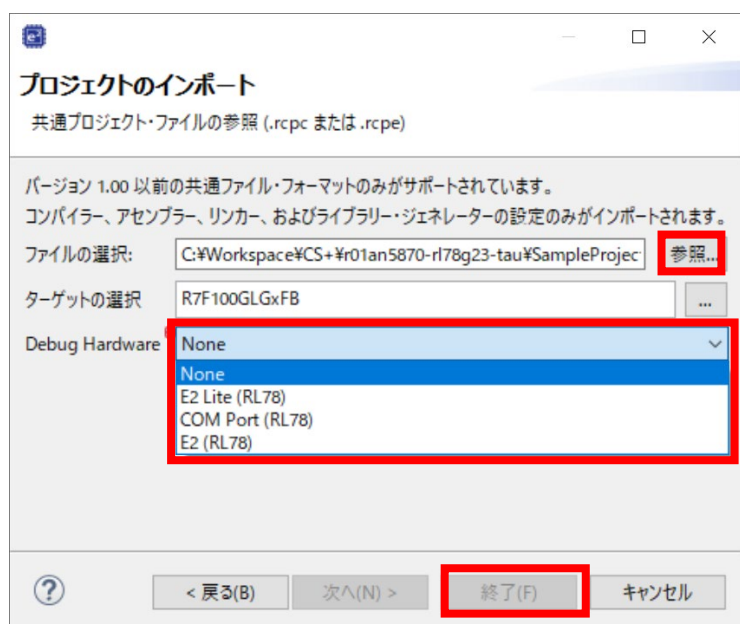 プロジェクトのインポート
共通プロジェクト・ファイルの参照 (.rcpc または .rcpe)
バージョン 1.00 以前の共通ファイル・フォーマットのみがサポートされています。
コンパイラー、アセンブラー、リンカー、およびライブラリー・ジェネレーターの設定のみがインポートされます。
ファイルの選択: C:¥Workspace¥CS+¥r01an5870-rl78g23-tau¥SampleProjec 参照...
ターゲットの選択 R7F100GLGxFB ...
Debug Hardware None
None
E2 Lite (RL78)
COM Port (RL78)
E2 (RL78)
? < 戻る(B) 次へ(N) > 終了(F) キャンセル